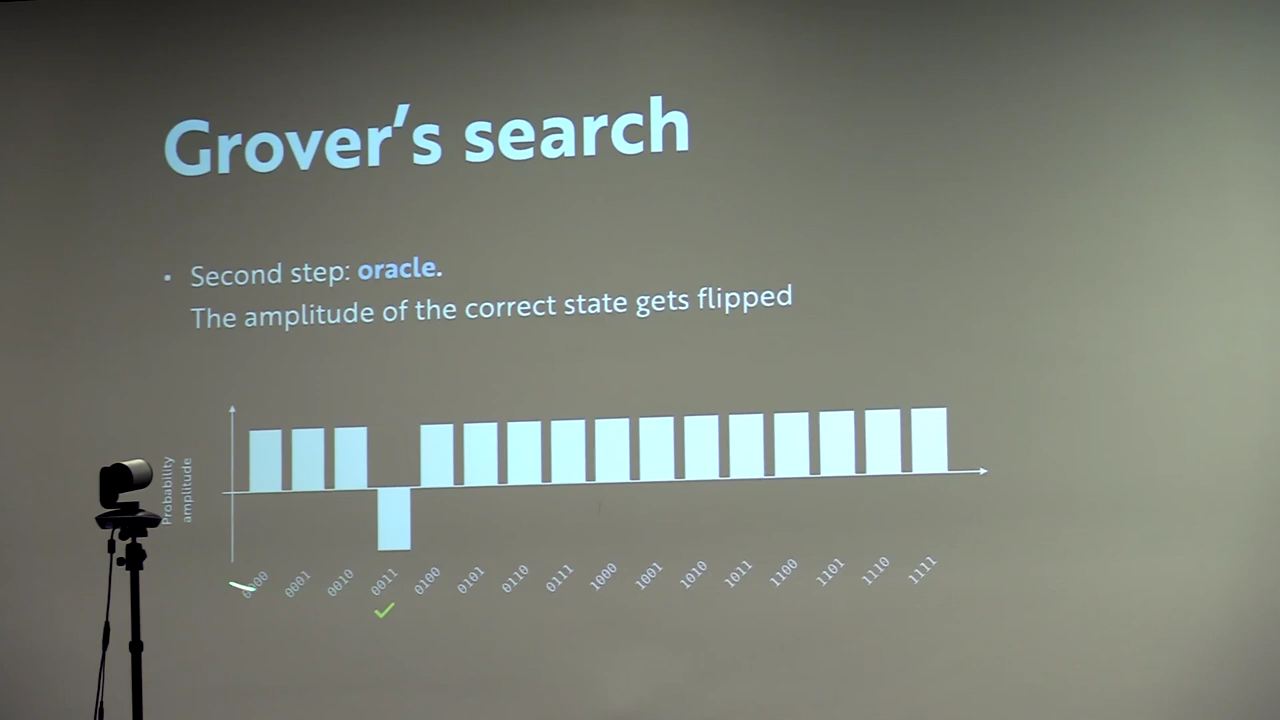 Grover's search
• Second step: oracle.
The amplitude of the correct state gets flipped
Probability
amplitude
0000 0001 0010 0011 0100 0101 0110 0111 1000 1001 1010 1011 1100 1101 1110 1111